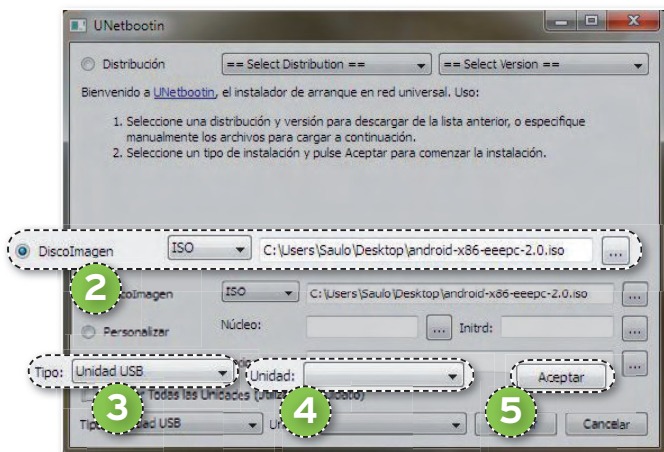 UNetbootin
Distribución == Select Distribution == == Select Version ==
Bienvenido a UNetbootin, el instalador de arranque en red universal. Uso:
1. Seleccione una distribución y versión para descargar de la lista anterior, o especifique
manualmente los archivos para cargar a continuación.
2. Seleccione un tipo de instalación y pulse Aceptar para comenzar la instalación.
DiscoImagen ISO C:\Users\Saulo\Desktop\android-x86-eeepc-2.0.iso ...
2
ISO C:\Users\Saulo\Desktop\android-x86-eeepc-2.0.iso ...
Personalizar Núcleo: ... Initrd: ...
Tipo: Unidad USB Unidad: Aceptar ...
3 Todas las Unidades 4 5
USB Cancelar